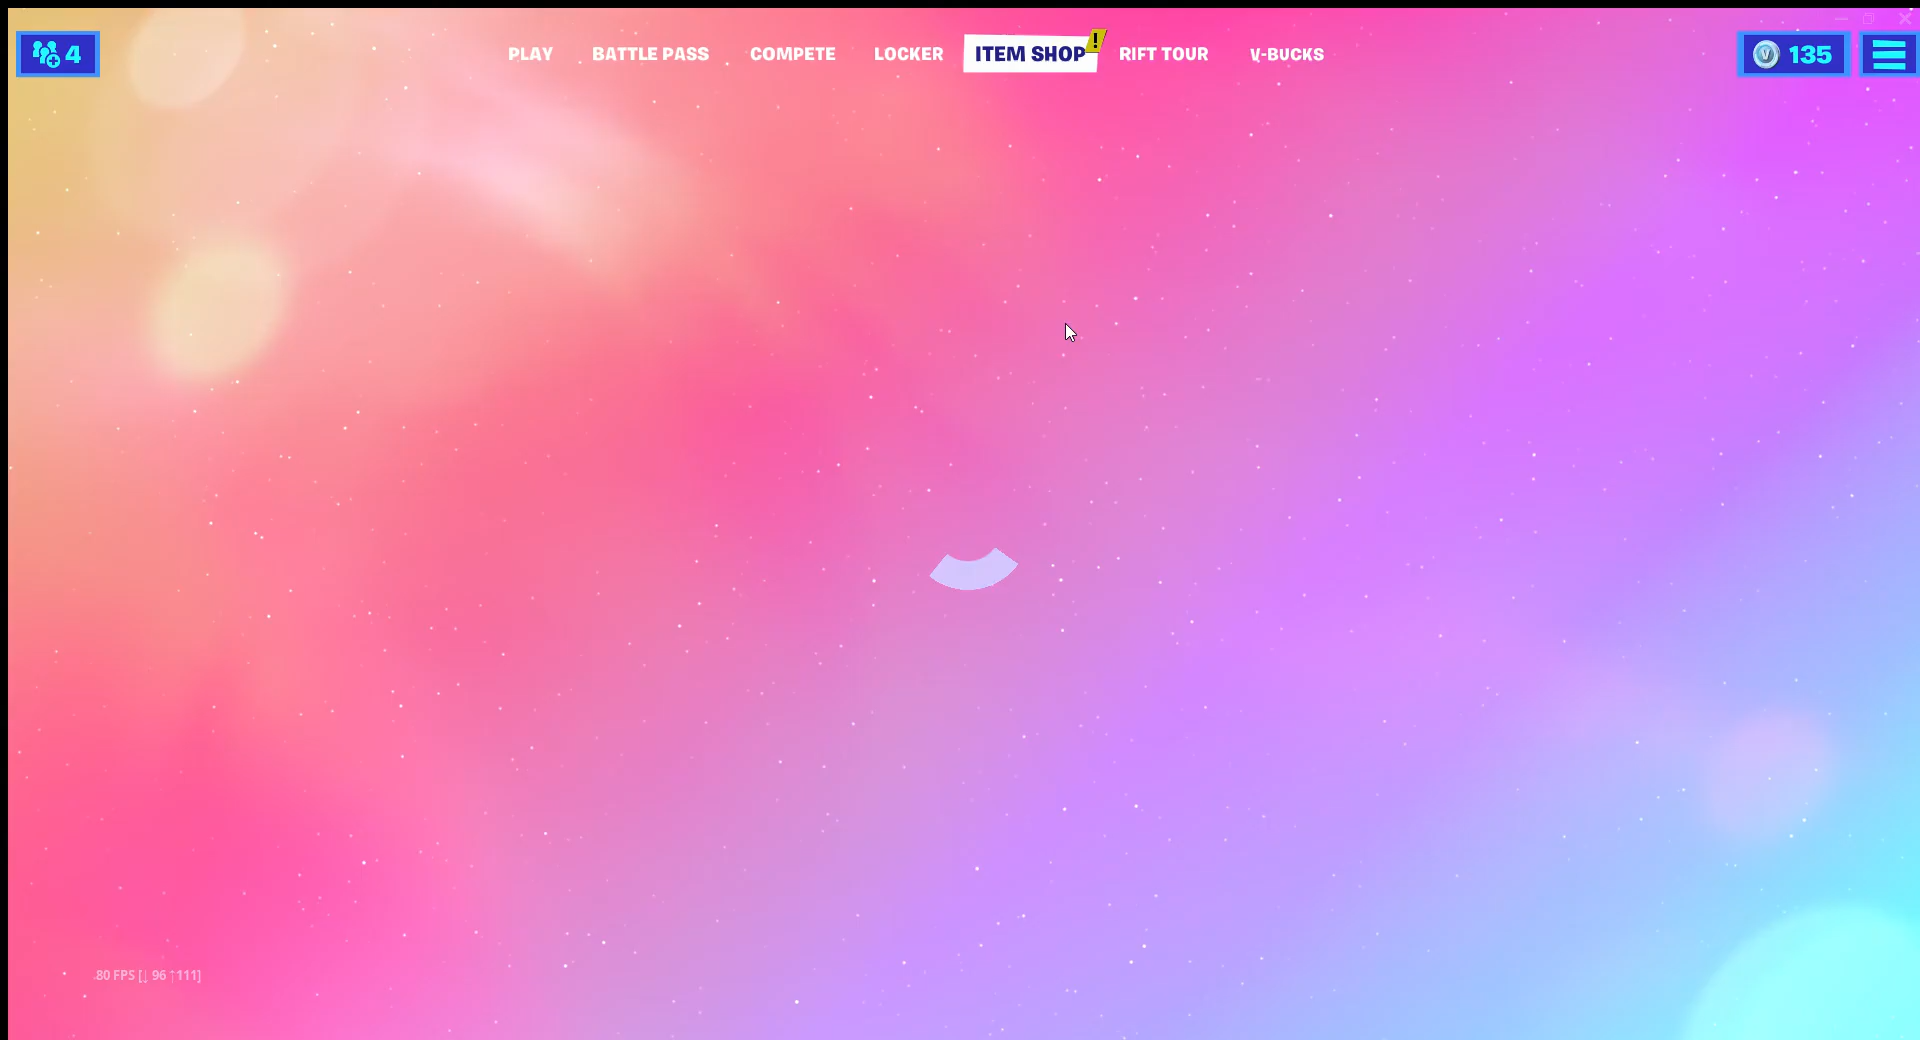 4
PLAY
BATTLE PASS
COMPETE
LOCKER
ITEM SHOP
!
RIFT TOUR
V-BUCKS
V
135
80 FPS [↓ 96 ↑111]